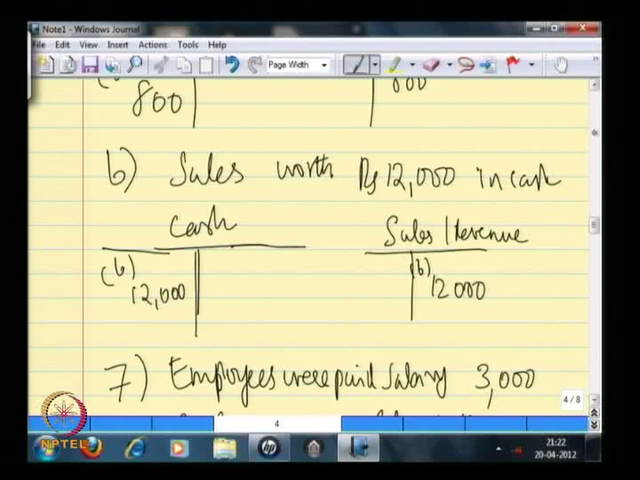 Note1 - Windows Journal
File Edit View Insert Actions Tools Help
Page Width
800 800
6) Sales worth Rs 12,000 in cash
Cash Sales | Revenue
(6) (6)
12,000 12000
7) Employees were paid salary 3,000
4 / 8
4
NPTEL
hp
21:22
20-04-2012